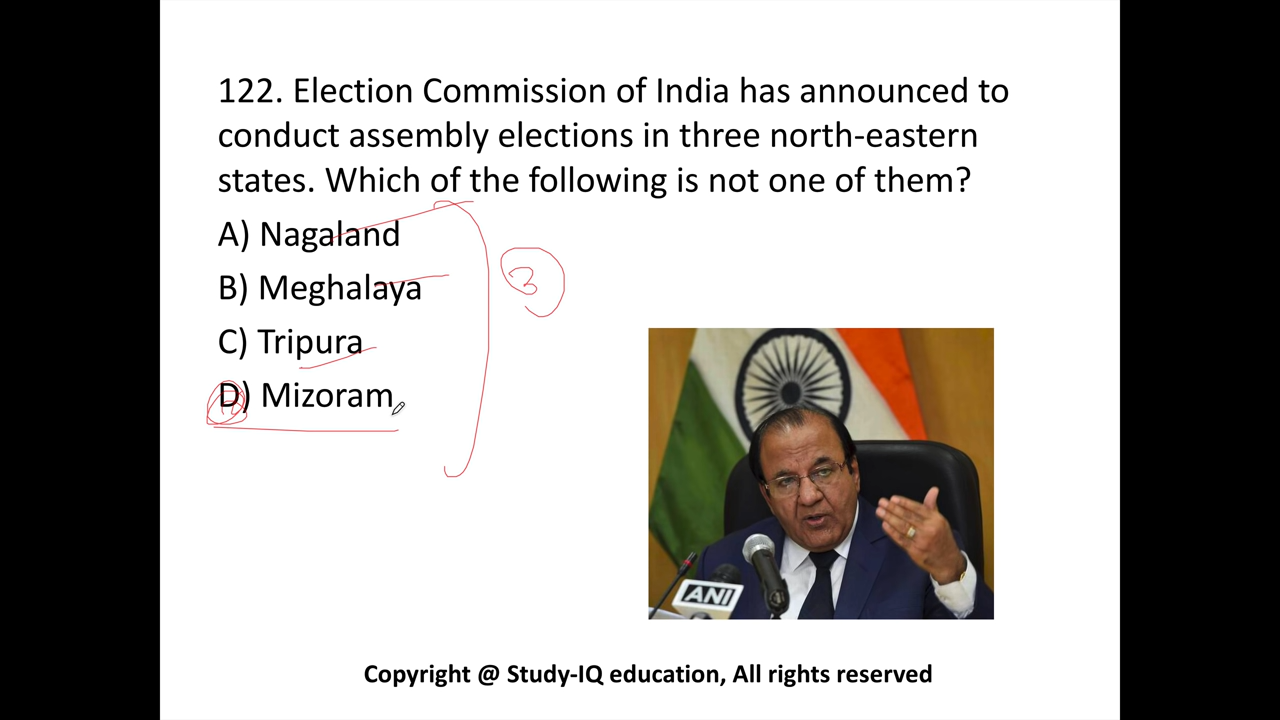 122. Election Commission of India has announced to
conduct assembly elections in three north-eastern
states. Which of the following is not one of them?
A) Nagaland
B) Meghalaya
3
C) Tripura
D) Mizoram
ANI
Copyright @ Study-IQ education, All rights reserved